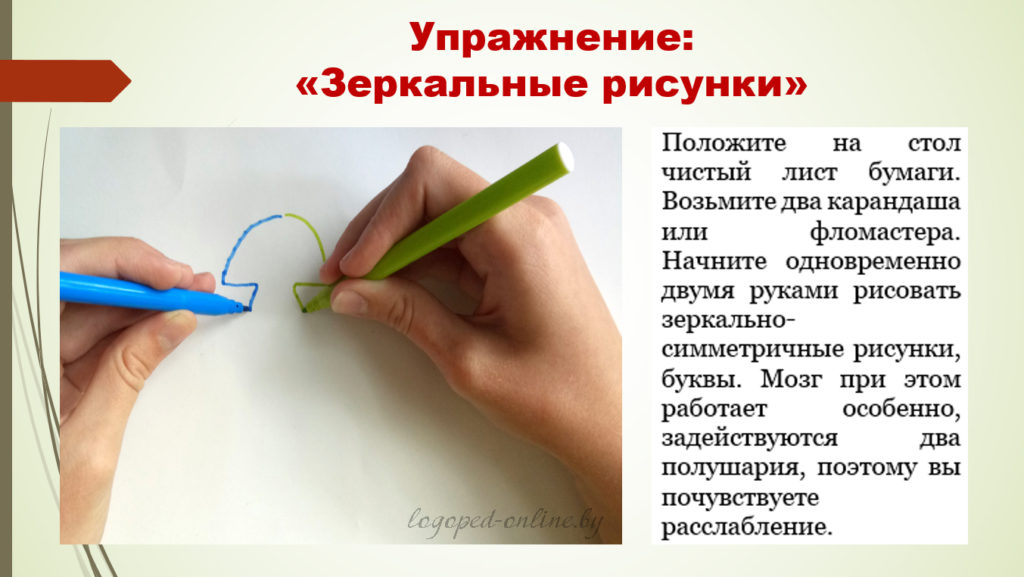 Упражнение:
«Зеркальные рисунки»
Положите на стол
чистый лист бумаги.
Возьмите два карандаша
или фломастера.
Начните одновременно
двумя руками рисовать
зеркально-
симметричные рисунки,
буквы. Мозг при этом
работает особенно,
задействуются два
полушария, поэтому вы
почувствуете
расслабление.
logoped-online.by